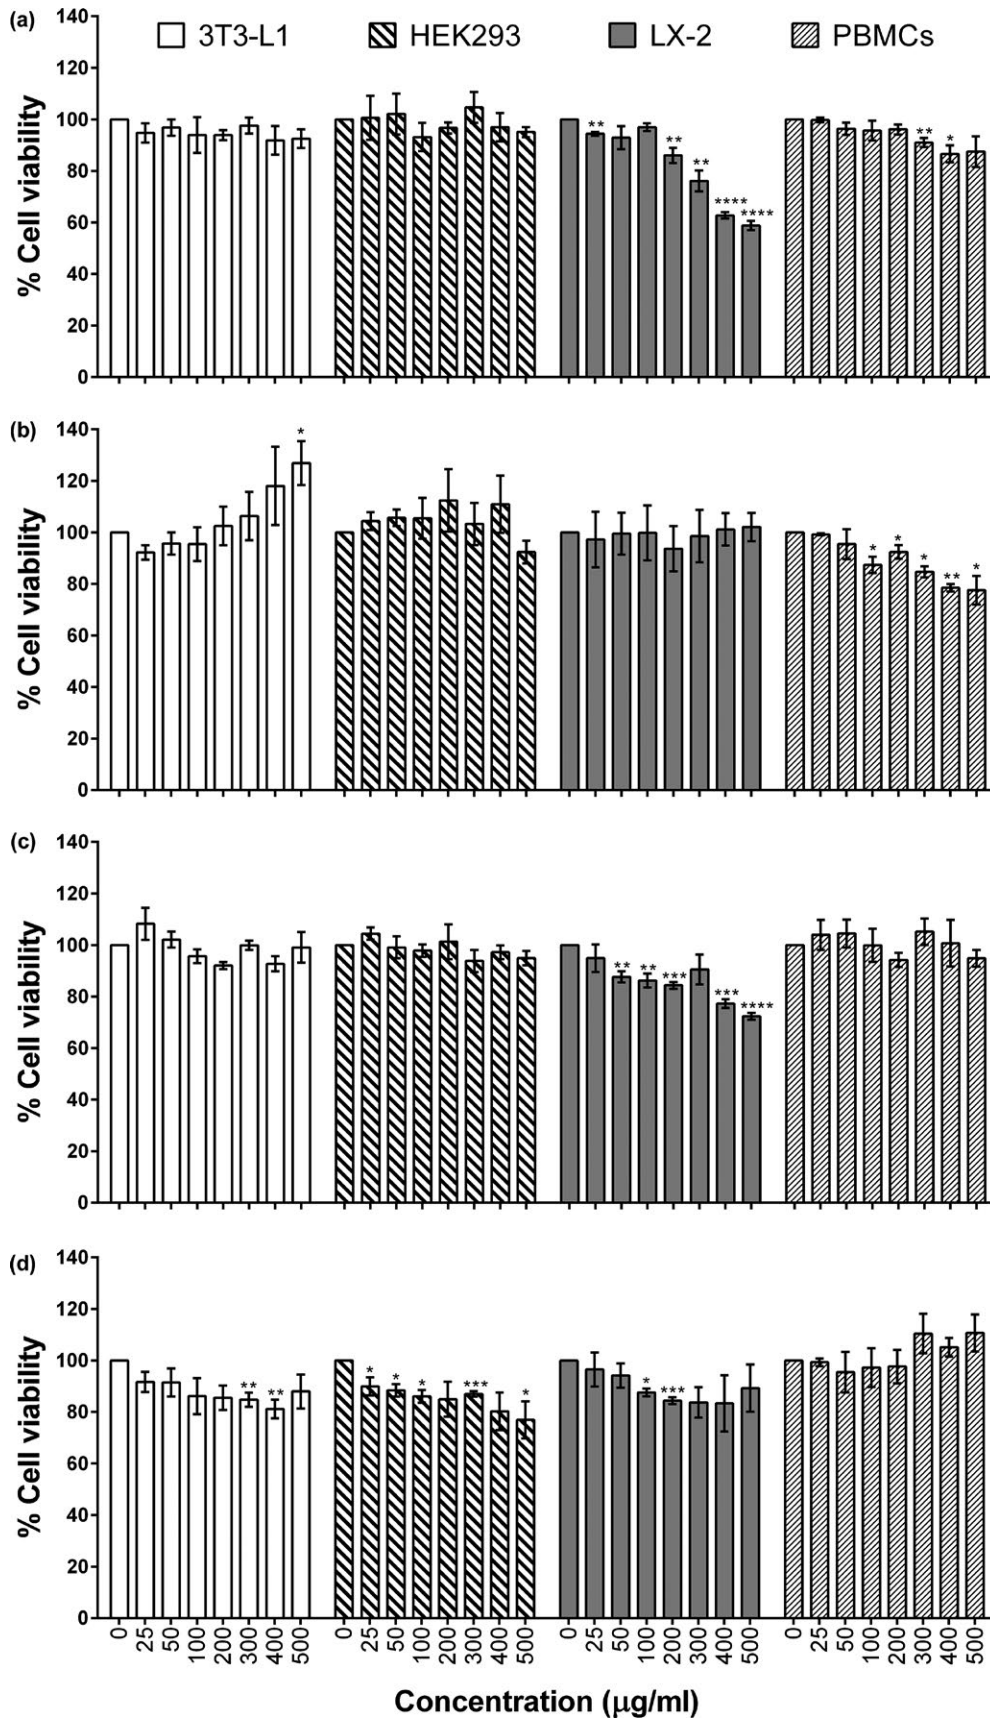 (a)
3T3-L1 HEK293 LX-2 PBMCs
140
120
100
80
60
40
20
0
% Cell viability
** ** ** **** **** ** *
(b)
140
120
100
80
60
40
20
0
% Cell viability
* * * * ** *
(c)
140
120
100
80
60
40
20
0
% Cell viability
** ** *** *** ****
(d)
140
120
100
80
60
40
20
0
% Cell viability
** ** * * * *** * * ***
0 25 50 100 200 300 400 500 0 25 50 100 200 300 400 500 0 25 50 100 200 300 400 500 0 25 50 100 200 300 400 500
Concentration (µg/ml)